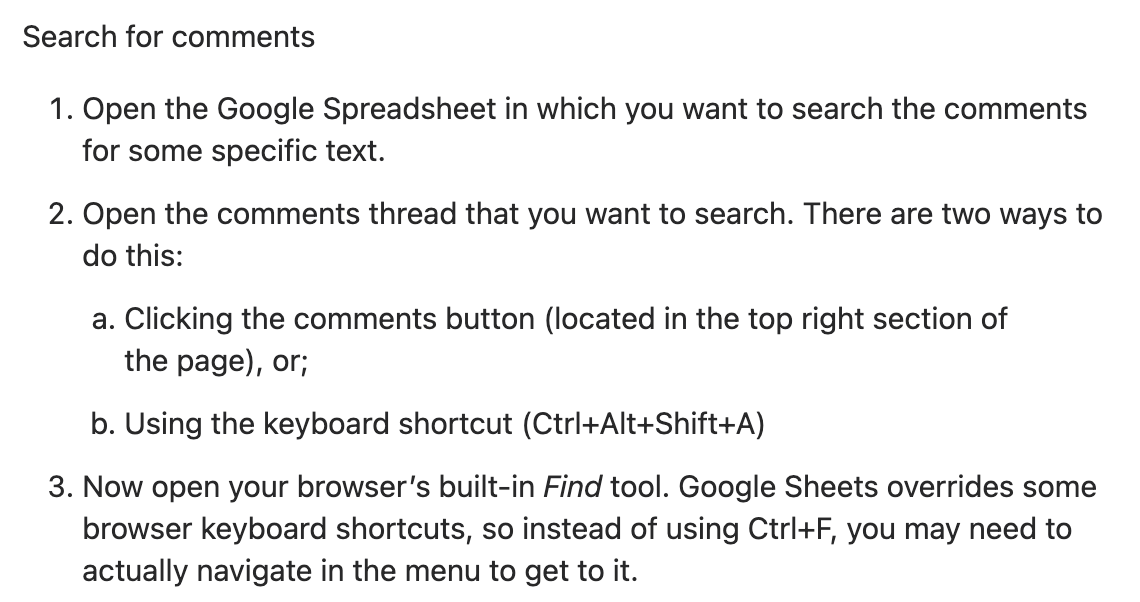 Search for comments
1. Open the Google Spreadsheet in which you want to search the comments
for some specific text.
2. Open the comments thread that you want to search. There are two ways to
do this:
a. Clicking the comments button (located in the top right section of
the page), or;
b. Using the keyboard shortcut (Ctrl+Alt+Shift+A)
3. Now open your browser's built-in Find tool. Google Sheets overrides some
browser keyboard shortcuts, so instead of using Ctrl+F, you may need to
actually navigate in the menu to get to it.